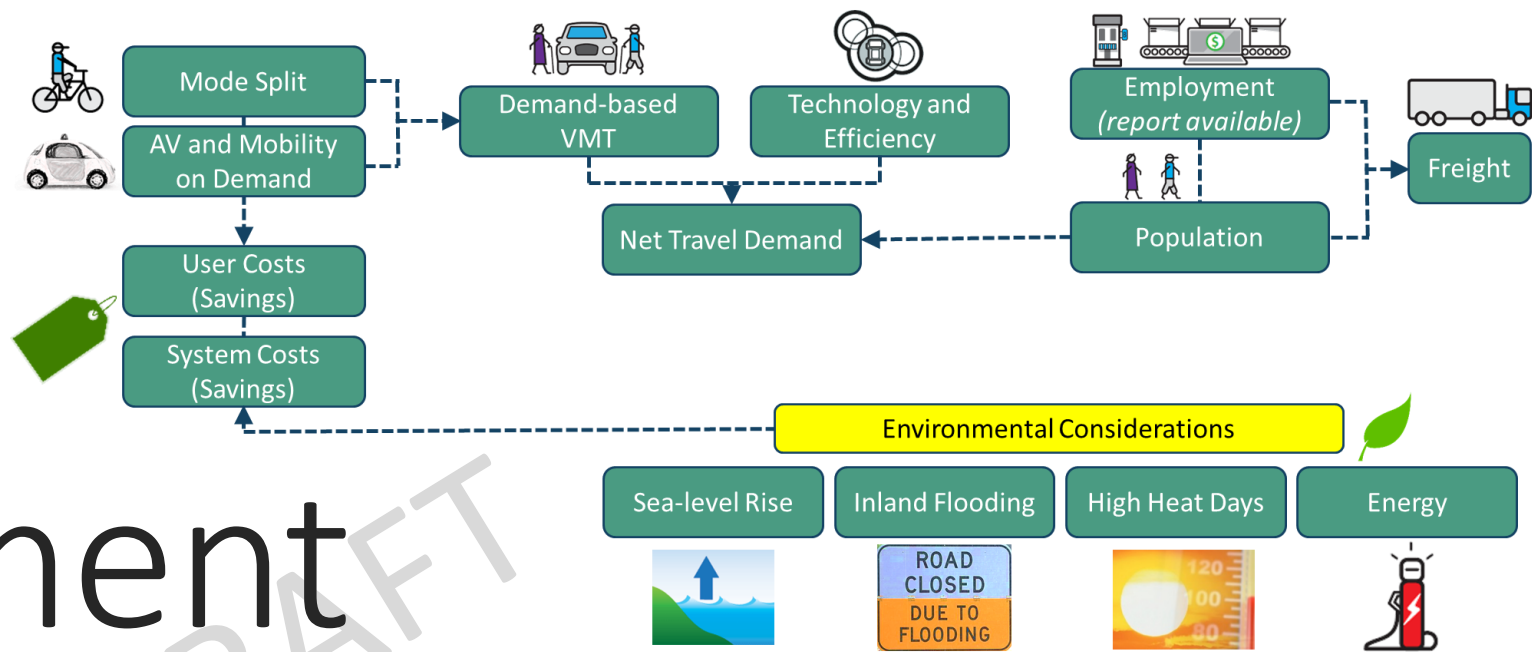 Mode Split
AV and Mobility
on Demand
User Costs
(Savings)
System Costs
(Savings)
Demand-based
VMT
Technology and
Efficiency
Net Travel Demand
Employment
(report available)
Population
Freight
$
Environmental Considerations
Sea-level Rise
Inland Flooding
High Heat Days
Energy
ROAD
CLOSED
DUE TO
FLOODING
120
100
80